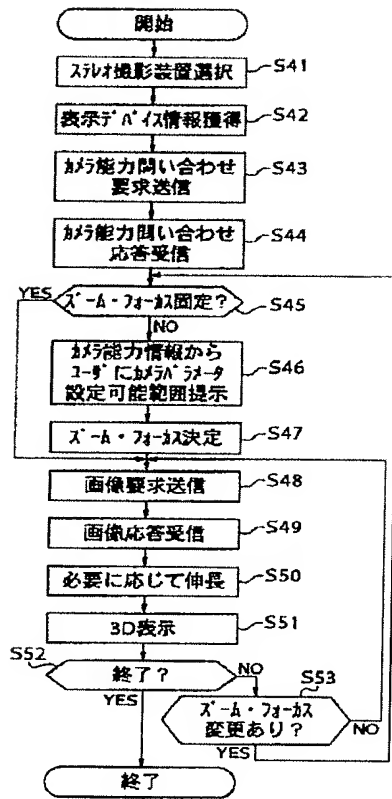 開始
ステレオ撮影装置選択
S41
表示デバイス情報獲得
S42
カメラ能力問い合わせ
要求送信
S43
カメラ能力問い合わせ
応答受信
S44
YES
ズーム・フォーカス固定?
S45
NO
カメラ能力情報から
ユーザにカメラパラメータ
設定可能範囲提示
S46
ズーム・フォーカス決定
S47
画像要求送信
S48
画像応答受信
S49
必要に応じて伸長
S50
3D表示
S51
S52
終了?
NO
YES
S53
ズーム・フォーカス
変更あり?
NO
YES
終了